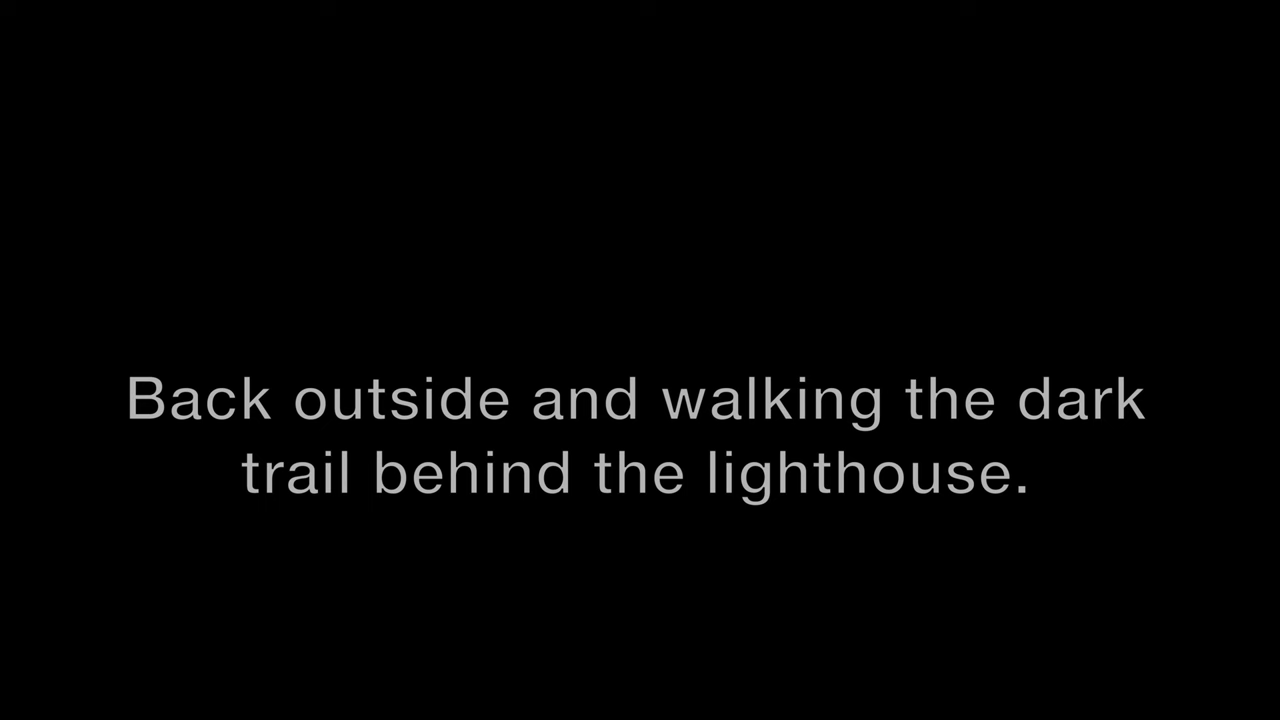 Back outside and walking the dark
trail behind the lighthouse.